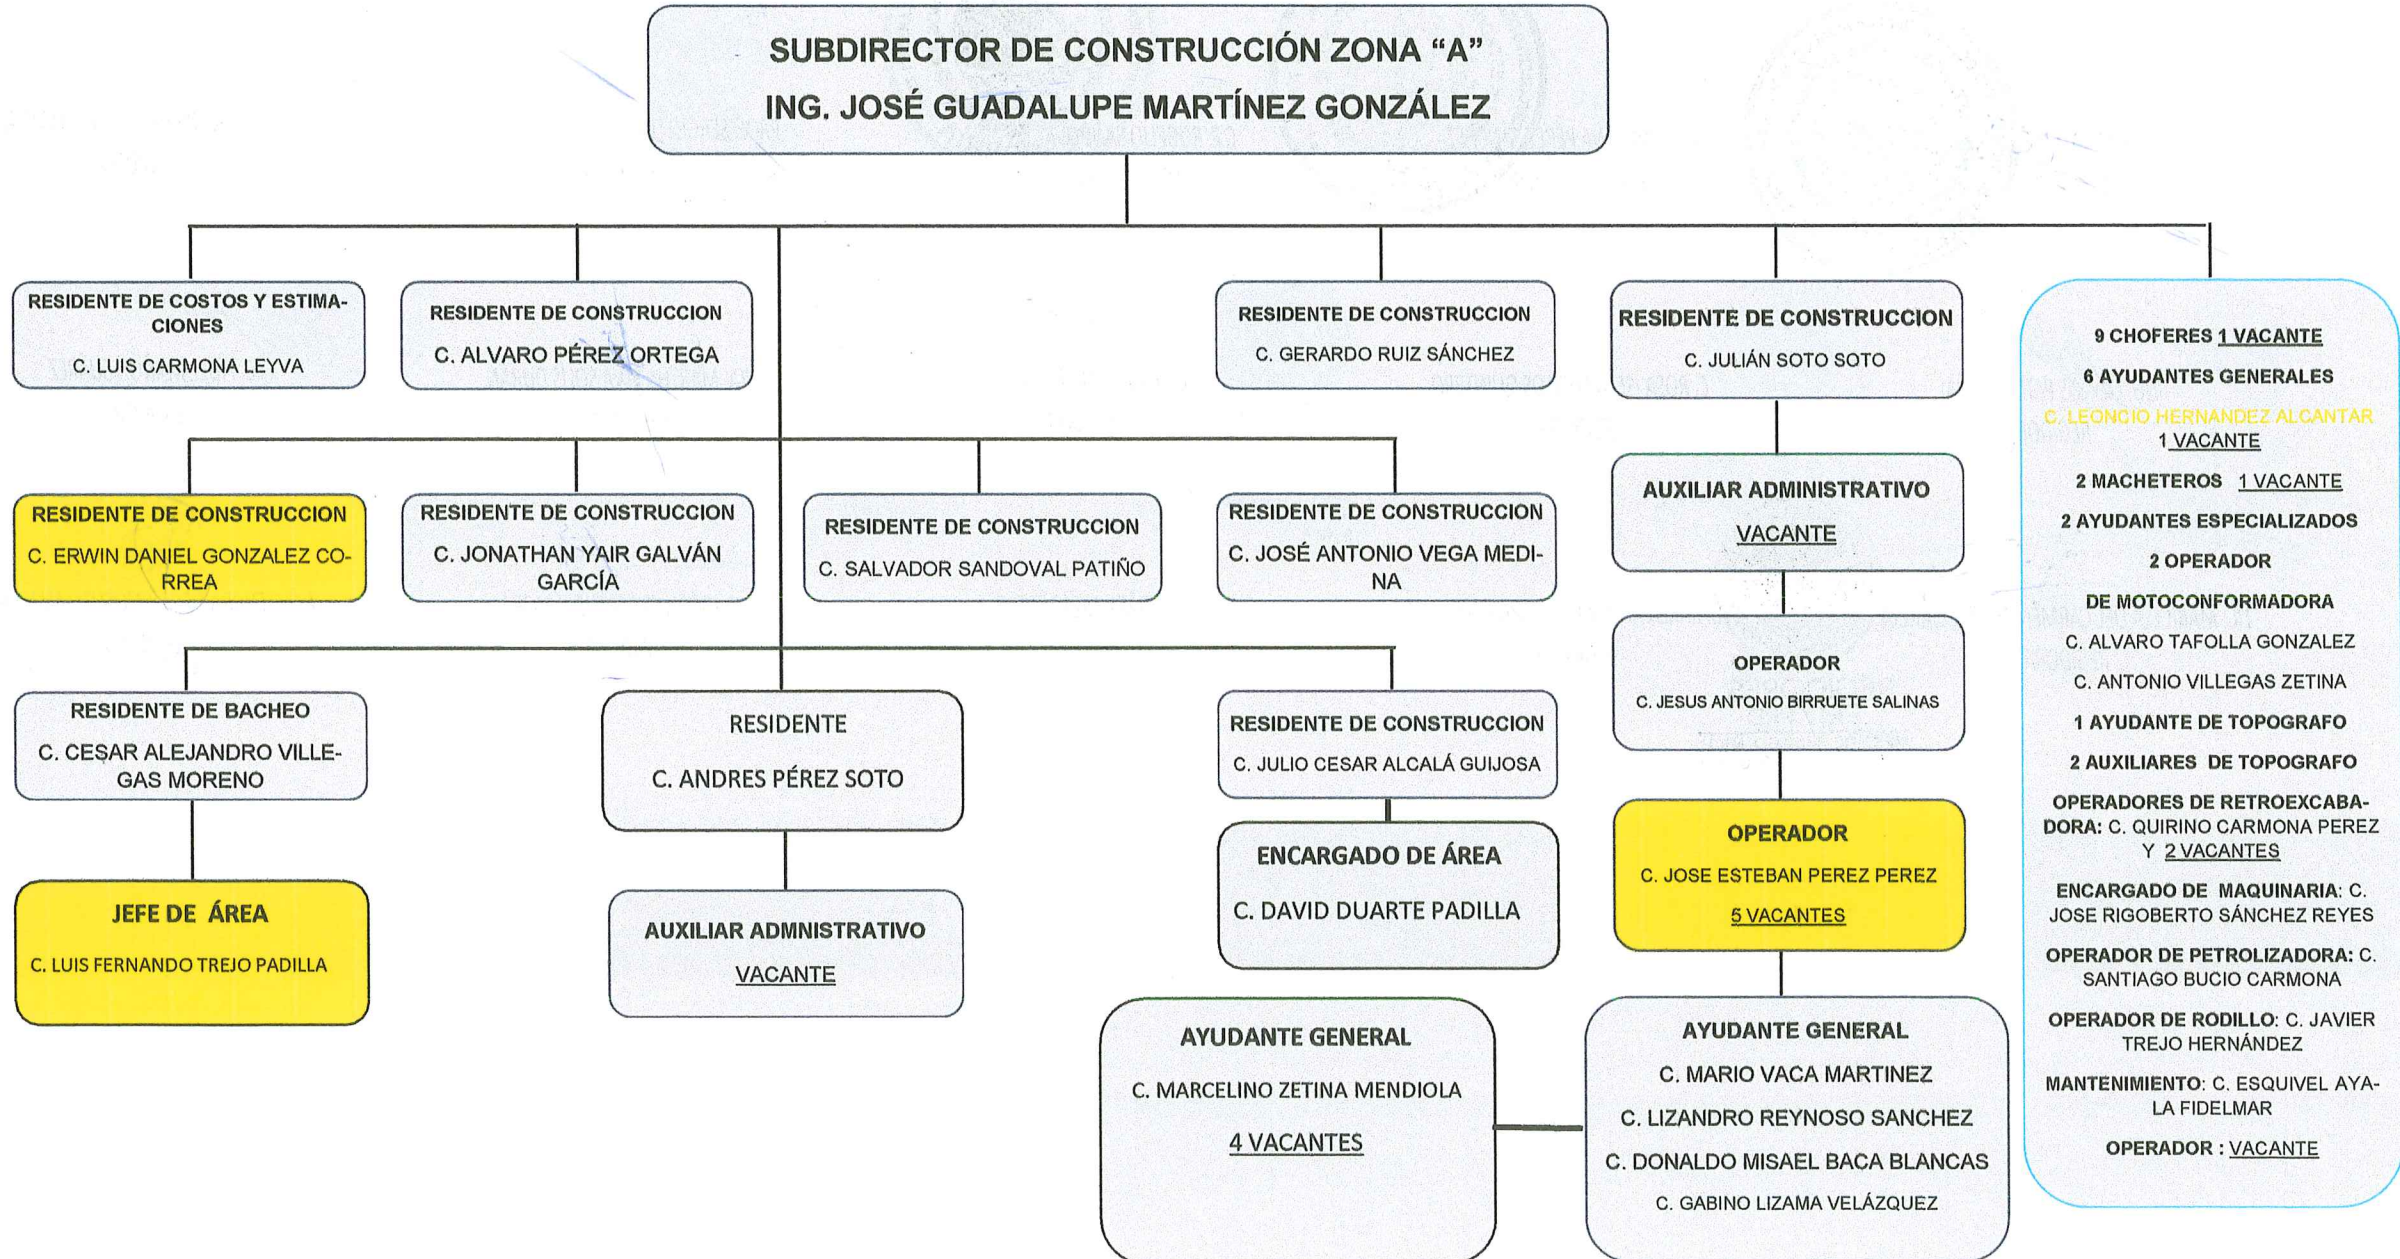 SUBDIRECTOR DE CONSTRUCCIÓN ZONA “A”
ING. JOSÉ GUADALUPE MARTÍNEZ GONZÁLEZ
RESIDENTE DE COSTOS Y ESTIMA-
CIONES
C. LUIS CARMONA LEYVA
RESIDENTE DE CONSTRUCCION
C. ALVARO PÉREZ ORTEGA
RESIDENTE DE CONSTRUCCION
C. GERARDO RUIZ SÁNCHEZ
RESIDENTE DE CONSTRUCCION
C. JULIÁN SOTO SOTO
RESIDENTE DE CONSTRUCCION
C. ERWIN DANIEL GONZALEZ CO-
RREA
RESIDENTE DE CONSTRUCCION
C. JONATHAN YAIR GALVÁN
GARCÍA
RESIDENTE DE CONSTRUCCION
C. SALVADOR SANDOVAL PATIÑO
RESIDENTE DE CONSTRUCCION
C. JOSÉ ANTONIO VEGA MEDI-
NA
AUXILIAR ADMINISTRATIVO
VACANTE
OPERADOR
C. JESUS ANTONIO BIRRUETE SALINAS
RESIDENTE DE BACHEO
C. CESAR ALEJANDRO VILLE-
GAS MORENO
RESIDENTE
C. ANDRES PÉREZ SOTO
RESIDENTE DE CONSTRUCCION
C. JULIO CESAR ALCALÁ GUIJOSA
OPERADOR
C. JOSE ESTEBAN PEREZ PEREZ
5 VACANTES
JEFE DE ÁREA
C. LUIS FERNANDO TREJO PADILLA
AUXILIAR ADMNISTRATIVO
VACANTE
ENCARGADO DE ÁREA
C. DAVID DUARTE PADILLA
AYUDANTE GENERAL
C. MARCELINO ZETINA MENDIOLA
4 VACANTES
AYUDANTE GENERAL
C. MARIO VACA MARTINEZ
C. LIZANDRO REYNOSO SANCHEZ
C. DONALDO MISAEL BACA BLANCAS
C. GABINO LIZAMA VELÁZQUEZ
9 CHOFERES 1 VACANTE
6 AYUDANTES GENERALES
C. LEONCIO HERNANDEZ ALCANTAR
1 VACANTE
2 MACHETEROS 1 VACANTE
2 AYUDANTES ESPECIALIZADOS
2 OPERADOR
DE MOTOCONFORMADORA
C. ALVARO TAFOLLA GONZALEZ
C. ANTONIO VILLEGAS ZETINA
1 AYUDANTE DE TOPOGRAFO
2 AUXILIARES DE TOPOGRAFO
OPERADORES DE RETROEXCABA-
DORA: C. QUIRINO CARMONA PEREZ
Y 2 VACANTES
ENCARGADO DE MAQUINARIA: C.
JOSE RIGOBERTO SÁNCHEZ REYES
OPERADOR DE PETROLIZADORA: C.
SANTIAGO BUCIO CARMONA
OPERADOR DE RODILLO: C. JAVIER
TREJO HERNÁNDEZ
MANTENIMIENTO: C. ESQUIVEL AYA-
LA FIDELMAR
OPERADOR : VACANTE